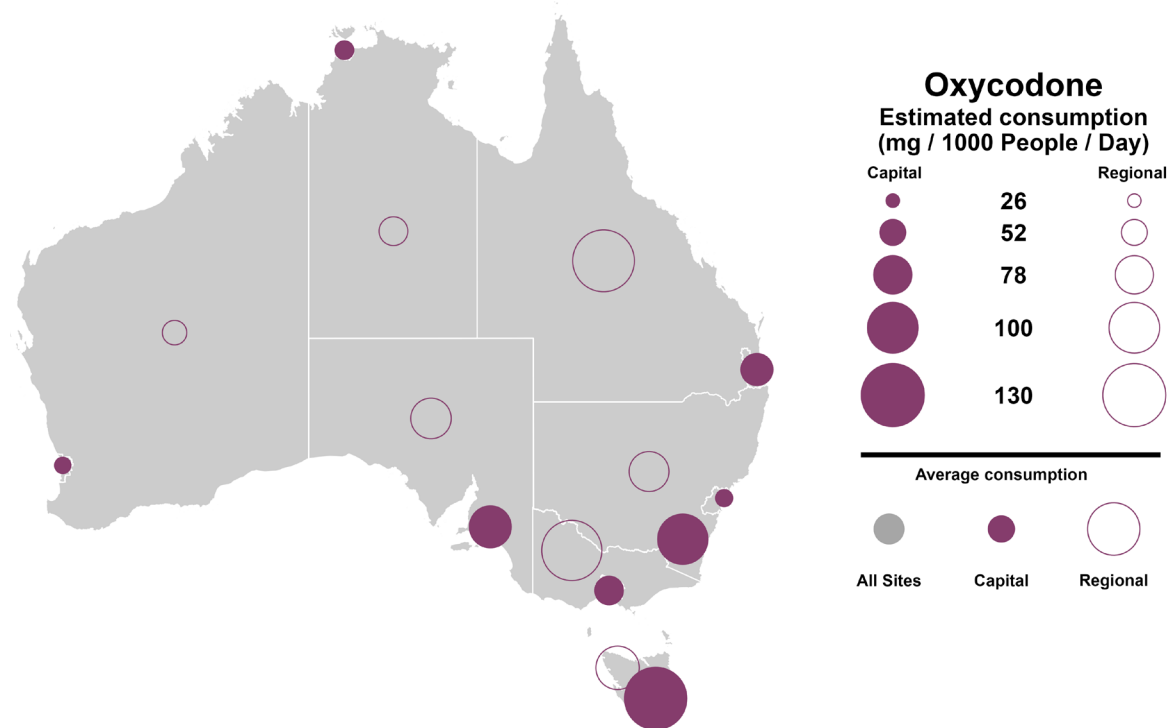 Oxycodone
Estimated consumption
(mg / 1000 People / Day)
Capital
Regional
26
52
78
100
130
Average consumption
All Sites
Capital
Regional